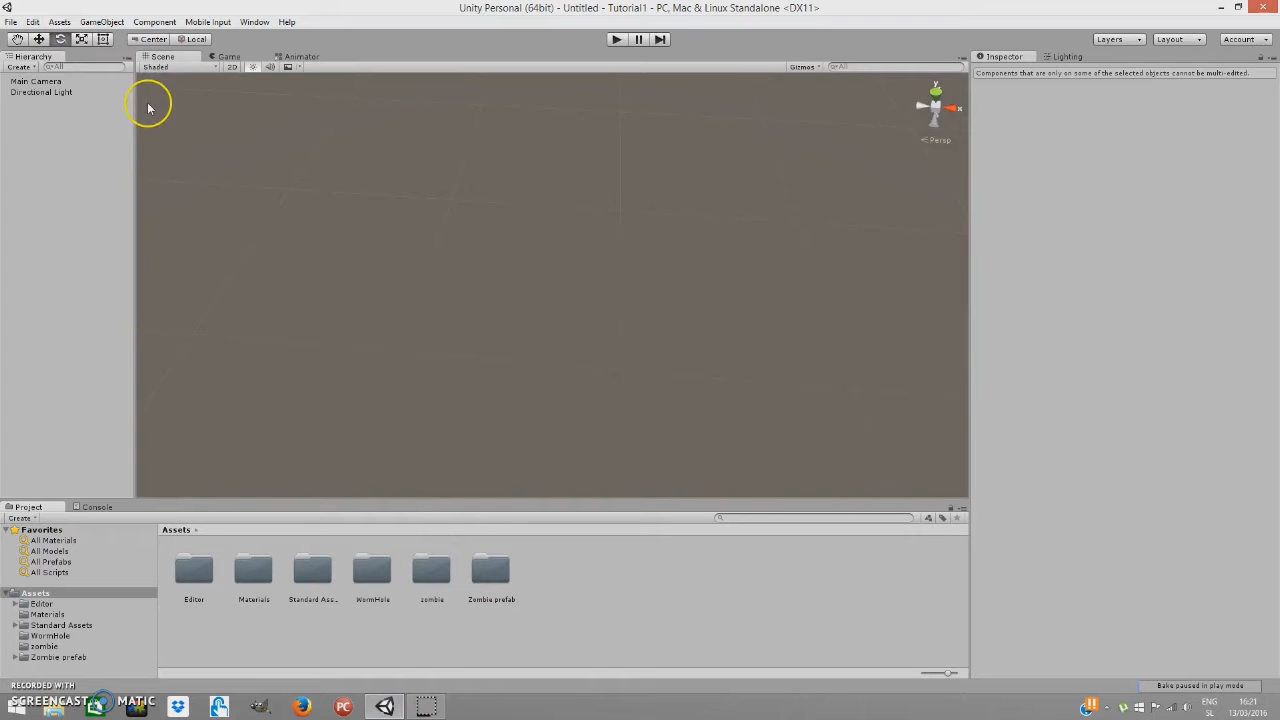 Unity Personal (64bit) - Untitled - Tutorial1 - PC, Mac & Linux Standalone <DX11>
File Edit Assets GameObject Component Mobile Input Window Help
Center Local Layers Layout Account
Hierarchy Scene Game Animator Inspector Lighting
Create All Shaded 2D Gizmos All
Components that are only on some of the selected objects cannot be multi-edited.
Main Camera
Directional Light
y
x
Persp
Project Console
Create
Favorites
All Materials
All Models
All Prefabs
All Scripts
Assets
Editor
Materials
Standard Assets
WormHole
zombie
Zombie prefab
Assets
Editor Materials Standard Ass... WormHole zombie Zombie prefab
Bake paused in play mode
RECORDED WITH
SCREENCAST MATIC
PC
ENG
SL
16:21
13/03/2016